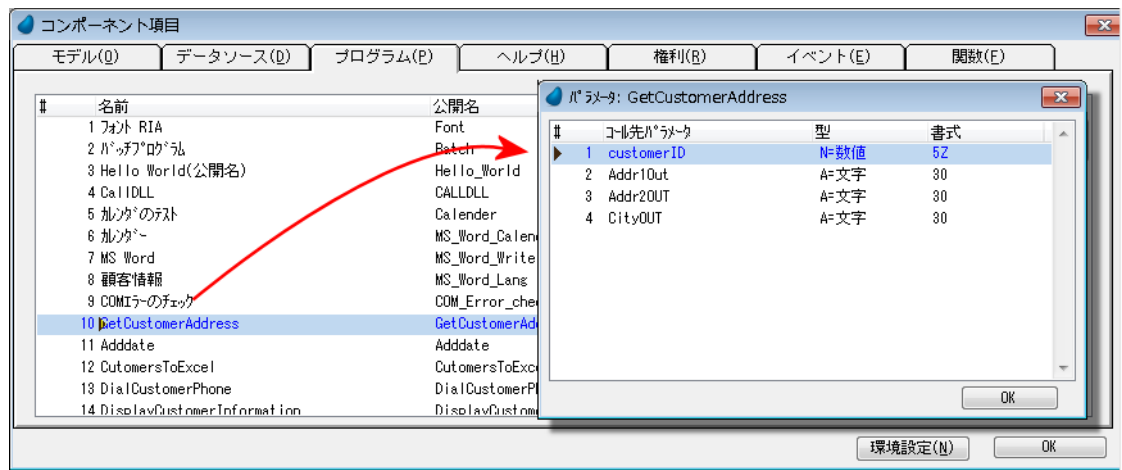 コンポーネント項目
モデル(O) データソース(D) プログラム(P) ヘルプ(H) 権利(R) イベント(E) 関数(F)
# 名前 公開名
1 フォント RIA Font
2 バッチプログラム Batch
3 Hello World(公開名) Hello_World
4 CallDLL CALLDLL
5 カレンダのテスト Calender
6 カレンダー MS_Word_Calen
7 MS Word MS_Word_Write
8 顧客情報 MS_Word_Lang
9 COMエラーのチェック COM_Error_che
10 GetCustomerAddress GetCustomerAd
11 Adddate Adddate
12 CutomersToExcel CutomersToExc
13 DialCustomerPhone DialCustomerP
14 DisplayCustomerInformation DisplayCustom
パラメータ: GetCustomerAddress
# コール先パラメータ 型 書式
1 customerID N=数値 5Z
2 Addr1Out A=文字 30
3 Addr2OUT A=文字 30
4 CityOUT A=文字 30
OK
環境設定(N) OK